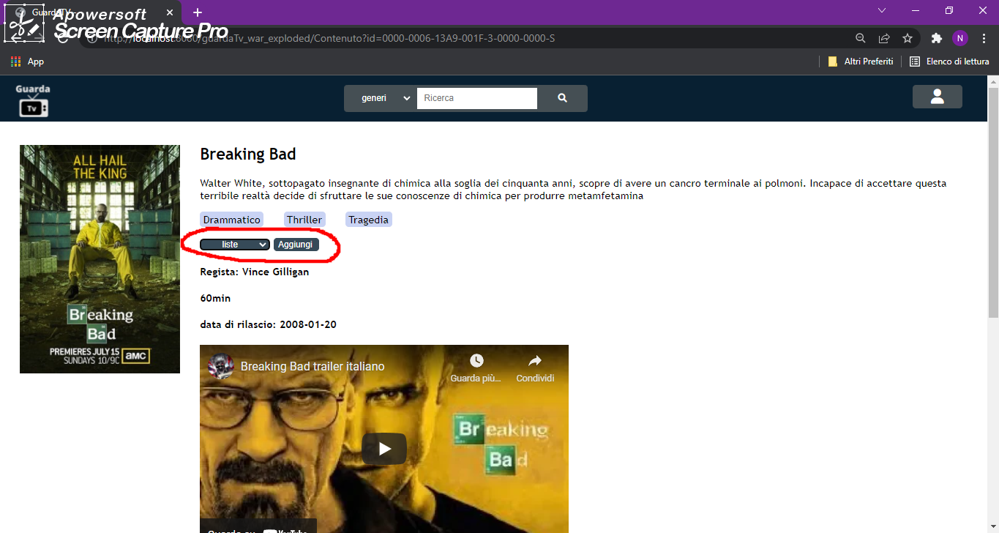 GuardaTV
Apowersoft
Screen Capture Pro
http://localhost:8080/guardaTv_war_exploded/Contenuto?id=0000-0006-13A9-001F-3-0000-0000-S
N
App
Altri Preferiti
Elenco di lettura
Guarda
Tv
generi
Ricerca
ALL HAIL
THE KING
Breaking
Bad
PREMIERES JULY 15
SUNDAYS 10/9C
aMC
Breaking Bad
Walter White, sottopagato insegnante di chimica alla soglia dei cinquanta anni, scopre di avere un cancro terminale ai polmoni. Incapace di accettare questa
terribile realtà decide di sfruttare le sue conoscenze di chimica per produrre metamfetamina
Drammatico Thriller Tragedia
liste Aggiungi
Regista: Vince Gilligan
60min
data di rilascio: 2008-01-20
Breaking Bad trailer italiano
Guarda più... Condividi
Breaking
Bad
Guarda su YouTube